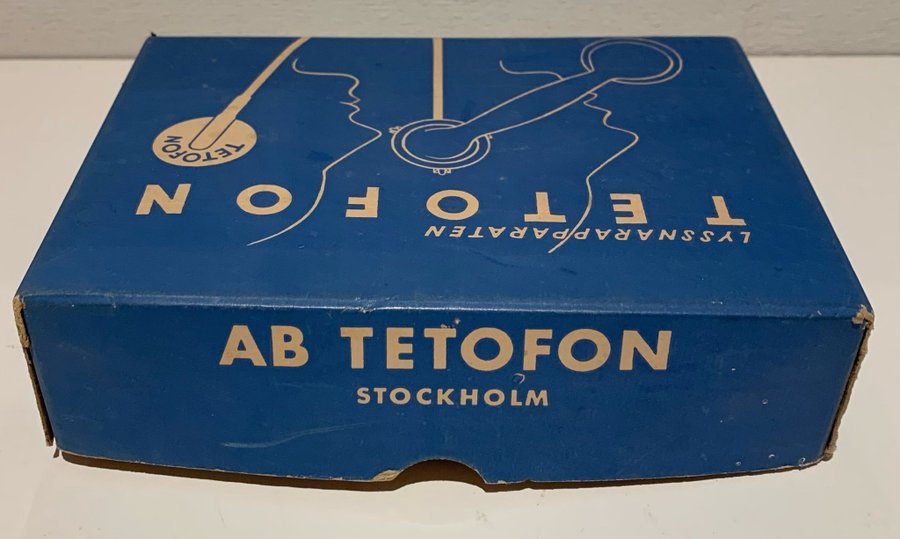 TETOFON
LYSSNARAPPARATEN
TETOFON
AB TETOFON
STOCKHOLM